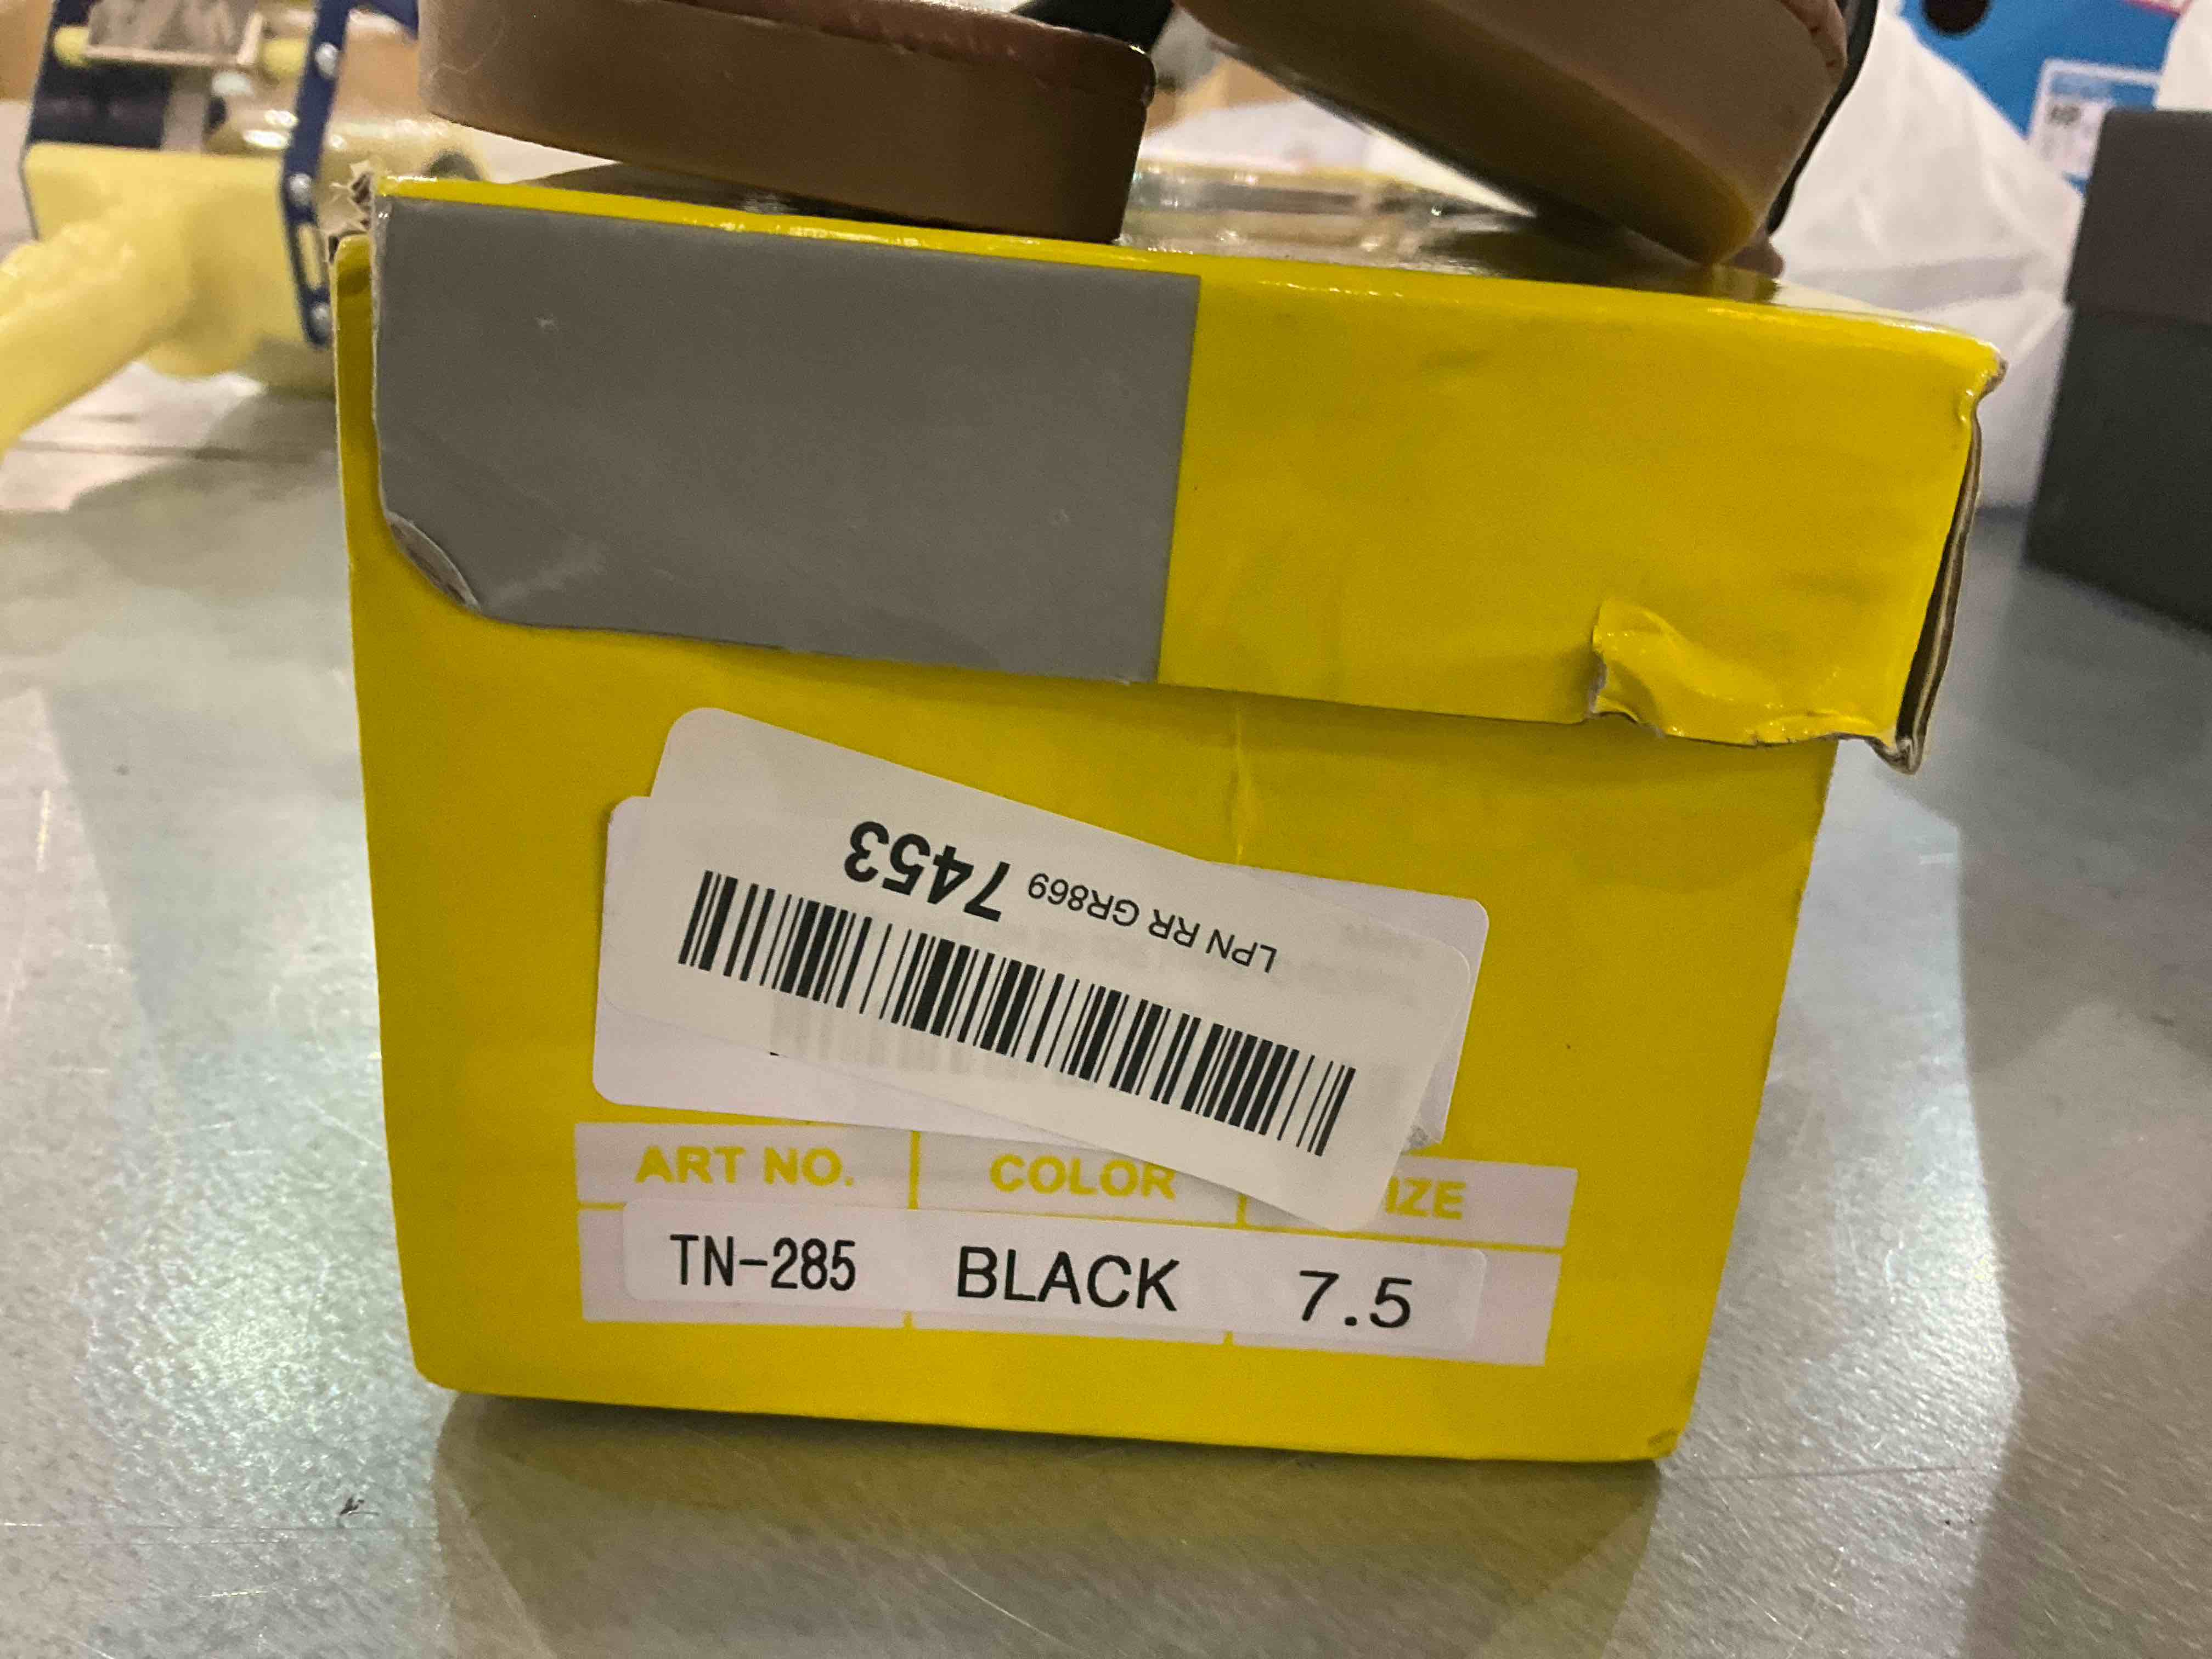 LPN RR GR869 7453
ART NO. COLOR IZE
TN-285 BLACK 7.5